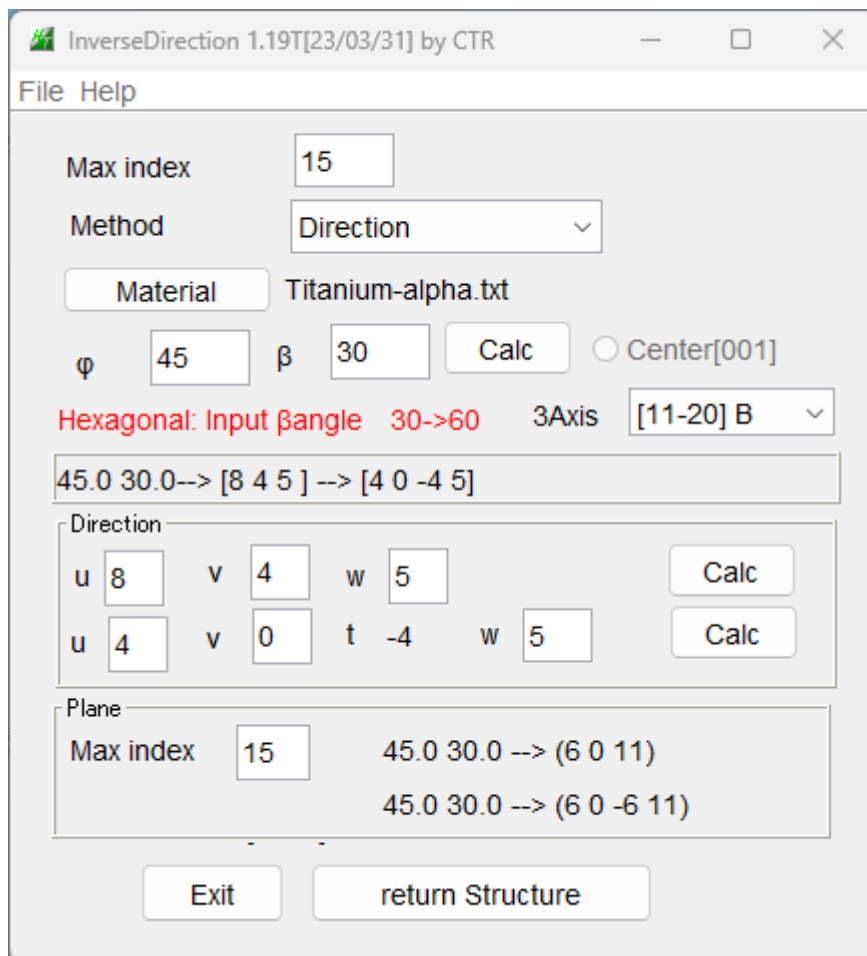 InverseDirection 1.19T[23/03/31] by CTR
File Help
Max index 15
Method Direction
Material Titanium-alpha.txt
φ 45 β 30 Calc Center[001]
Hexagonal: Input βangle 30->60 3Axis [11-20] B
45.0 30.0--> [8 4 5 ] --> [4 0 -4 5]
Direction
u 8 v 4 w 5 Calc
u 4 v 0 t -4 w 5 Calc
Plane
Max index 15 45.0 30.0 --> (6 0 11)
45.0 30.0 --> (6 0 -6 11)
Exit return Structure